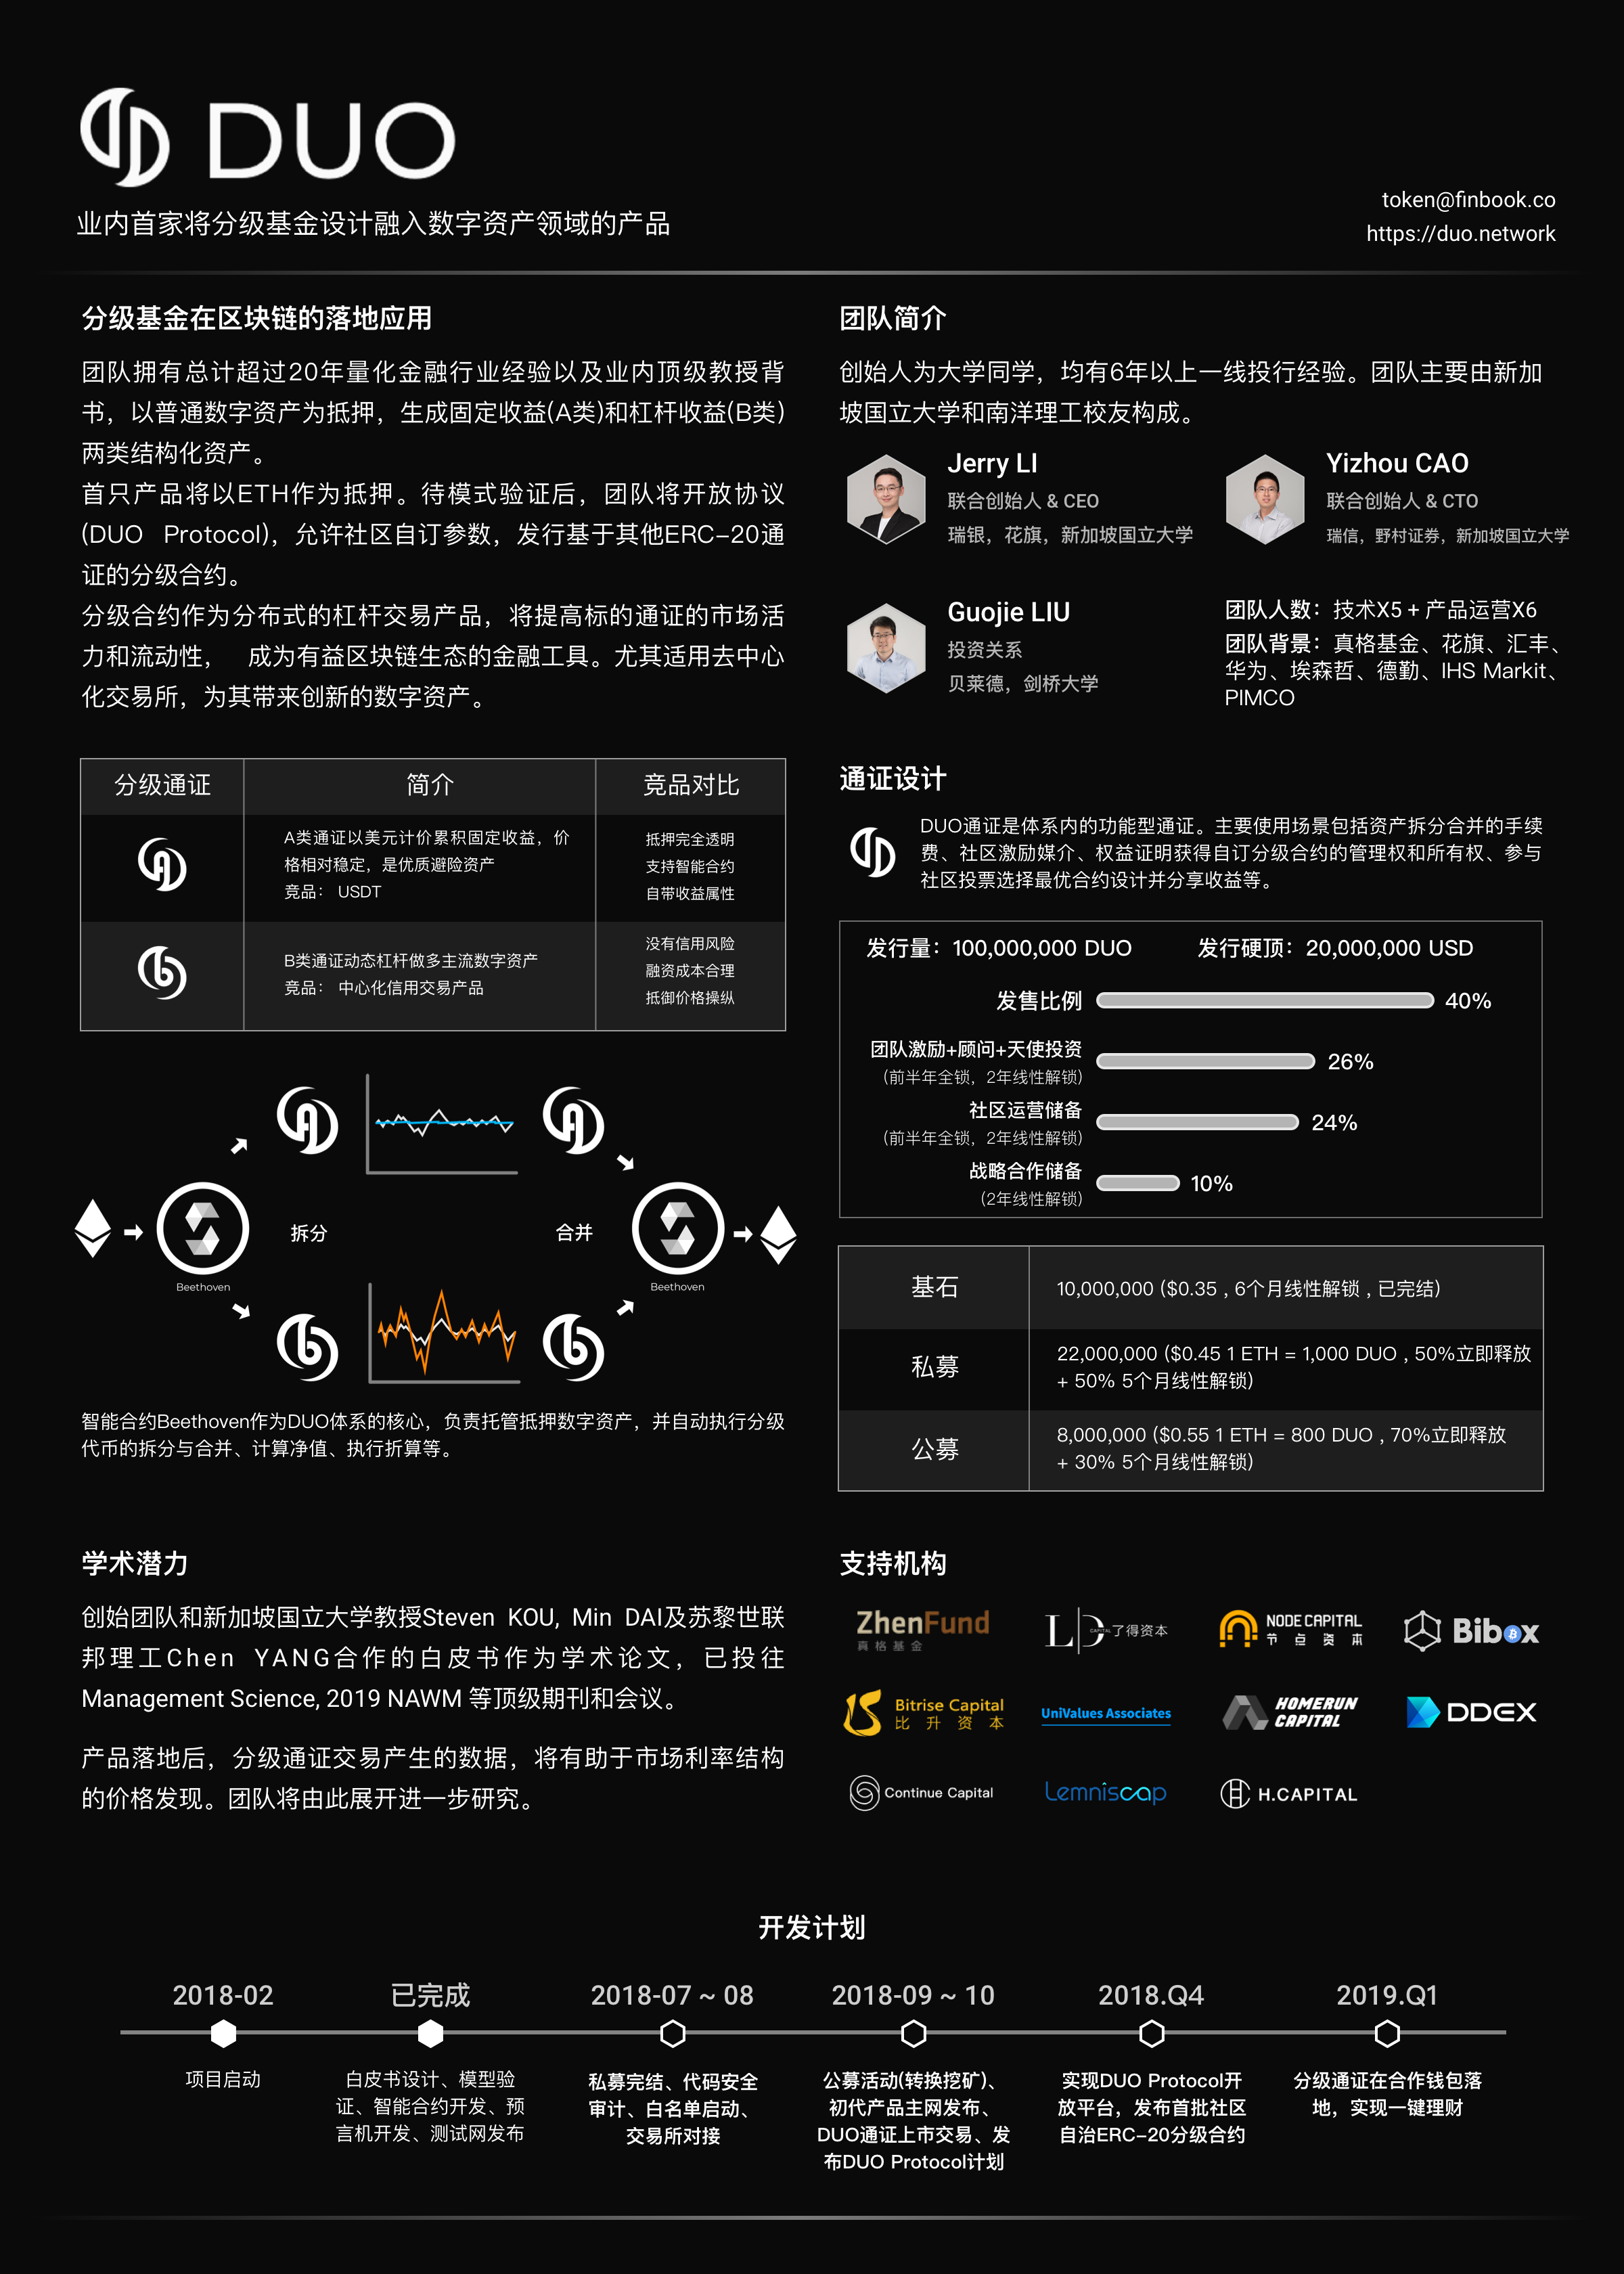 DUO
业内首家将分级基金设计融入数字资产领域的产品
token@finbook.co
https://duo.network
分级基金在区块链的落地应用
团队拥有总计超过20年量化金融行业经验以及业内顶级教授背
书，以普通数字资产为抵押，生成固定收益(A类)和杠杆收益(B类)
两类结构化资产。
首只产品将以ETH作为抵押。待模式验证后，团队将开放协议
(DUO Protocol)，允许社区自订参数，发行基于其他ERC-20通
证的分级合约。
分级合约作为分布式的杠杆交易产品，将提高标的通证的市场活
力和流动性， 成为有益区块链生态的金融工具。尤其适用去中心
化交易所，为其带来创新的数字资产。
分级通证
简介
竞品对比
A类通证以美元计价累积固定收益，价
格相对稳定，是优质避险资产
竞品： USDT
抵押完全透明
支持智能合约
自带收益属性
B类通证动态杠杆做多主流数字资产
竞品： 中心化信用交易产品
没有信用风险
融资成本合理
抵御价格操纵
拆分
合并
Beethoven
Beethoven
智能合约Beethoven作为DUO体系的核心，负责托管抵押数字资产，并自动执行分级
代币的拆分与合并、计算净值、执行折算等。
学术潜力
创始团队和新加坡国立大学教授Steven KOU, Min DAI及苏黎世联
邦理工Chen YANG合作的白皮书作为学术论文，已投往
Management Science, 2019 NAWM 等顶级期刊和会议。
产品落地后，分级通证交易产生的数据，将有助于市场利率结构
的价格发现。团队将由此展开进一步研究。
团队简介
创始人为大学同学，均有6年以上一线投行经验。团队主要由新加
坡国立大学和南洋理工校友构成。
Jerry LI
联合创始人 & CEO
瑞银，花旗，新加坡国立大学
Yizhou CAO
联合创始人 & CTO
瑞信，野村证券，新加坡国立大学
Guojie LIU
投资关系
贝莱德，剑桥大学
团队人数：技术X5 + 产品运营X6
团队背景：真格基金、花旗、汇丰、
华为、埃森哲、德勤、IHS Markit、
PIMCO
通证设计
DUO通证是体系内的功能型通证。主要使用场景包括资产拆分合并的手续
费、社区激励媒介、权益证明获得自订分级合约的管理权和所有权、参与
社区投票选择最优合约设计并分享收益等。
发行量：100,000,000 DUO
发行硬顶：20,000,000 USD
发售比例
40%
团队激励+顾问+天使投资
(前半年全锁，2年线性解锁)
26%
社区运营储备
(前半年全锁，2年线性解锁)
24%
战略合作储备
(2年线性解锁)
10%
基石
10,000,000 ($0.35 , 6个月线性解锁 , 已完结)
私募
22,000,000 ($0.45 1 ETH = 1,000 DUO , 50%立即释放
+ 50% 5个月线性解锁)
公募
8,000,000 ($0.55 1 ETH = 800 DUO , 70%立即释放
+ 30% 5个月线性解锁)
支持机构
ZhenFund
真格基金
LD CAPITAL 了得资本
NODE CAPITAL
节点资本
Bibox
Bitrise Capital
比升资本
UniValues Associates
HOMERUN
CAPITAL
DDEX
Continue Capital
Lemniscap
H.CAPITAL
开发计划
2018-02
项目启动
已完成
白皮书设计、模型验
证、智能合约开发、预
言机开发、测试网发布
2018-07 ~ 08
私募完结、代码安全
审计、白名单启动、
交易所对接
2018-09 ~ 10
公募活动(转换挖矿)、
初代产品主网发布、
DUO通证上市交易、发
布DUO Protocol计划
2018.Q4
实现DUO Protocol开
放平台，发布首批社区
自治ERC-20分级合约
2019.Q1
分级通证在合作钱包落
地，实现一键理财